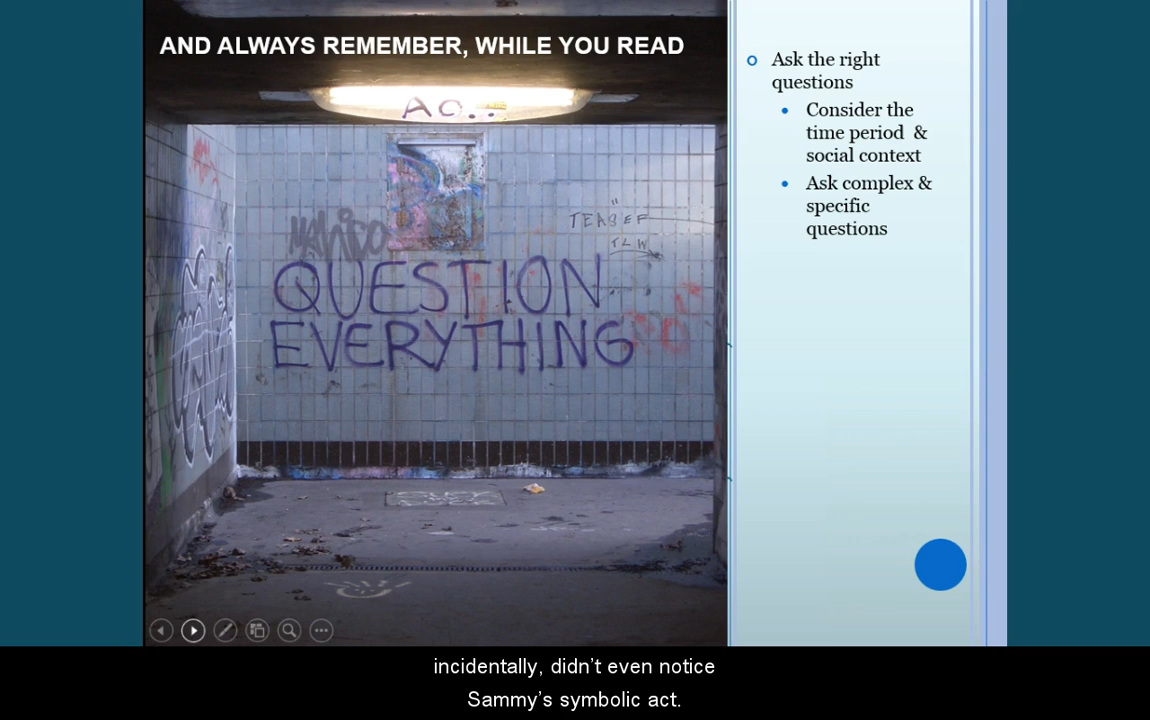 AND ALWAYS REMEMBER, WHILE YOU READ
Ask the right
questions
Consider the
time period &
social context
Ask complex &
specific
questions
QUESTION
EVERYTHING
incidentally, didn't even notice
Sammy's symbolic act.